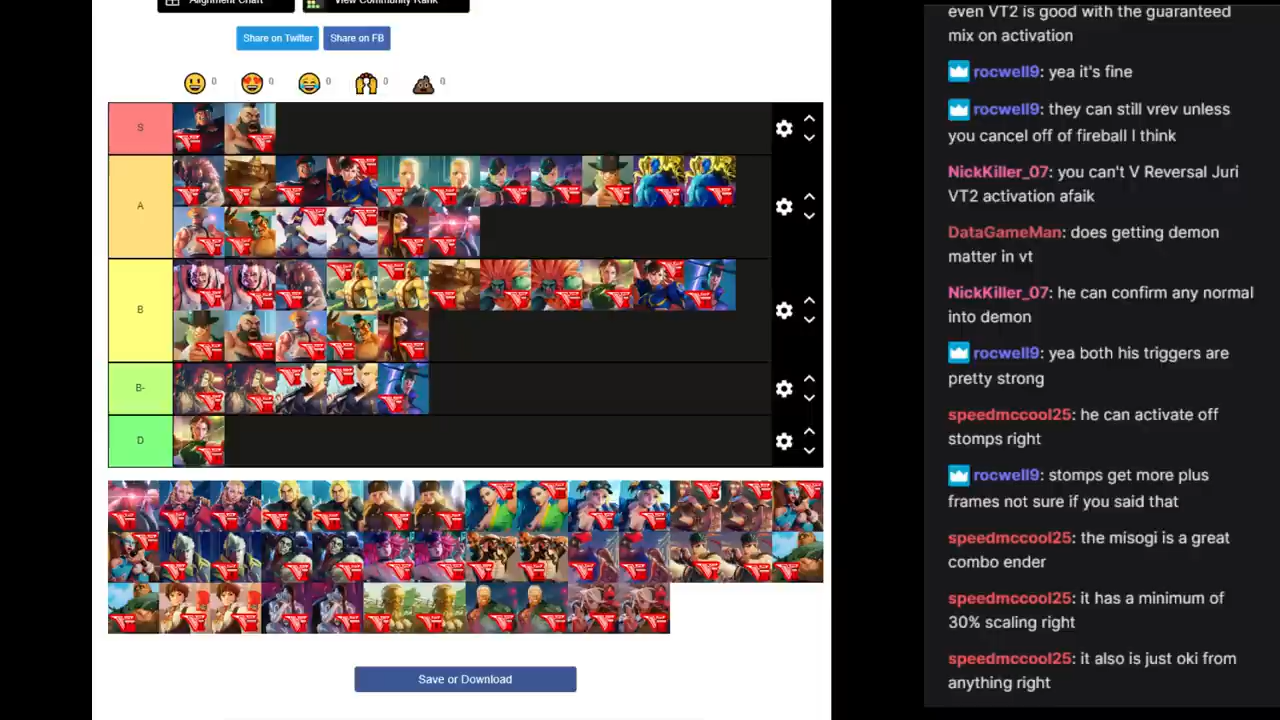 Alignment Chart
View Community Rank
Share on Twitter
Share on FB
0
0
0
0
0
S
A
B
B-
D
Save or Download
even VT2 is good with the guaranteed
mix on activation
rocwell9: yea it's fine
rocwell9: they can still vrev unless
you cancel off of fireball I think
NickKiller_07: you can't V Reversal Juri
VT2 activation afaik
DataGameMan: does getting demon
matter in vt
NickKiller_07: he can confirm any normal
into demon
rocwell9: yea both his triggers are
pretty strong
speedmccool25: he can activate off
stomps right
rocwell9: stomps get more plus
frames not sure if you said that
speedmccool25: the misogi is a great
combo ender
speedmccool25: it has a minimum of
30% scaling right
speedmccool25: it also is just oki from
anything right